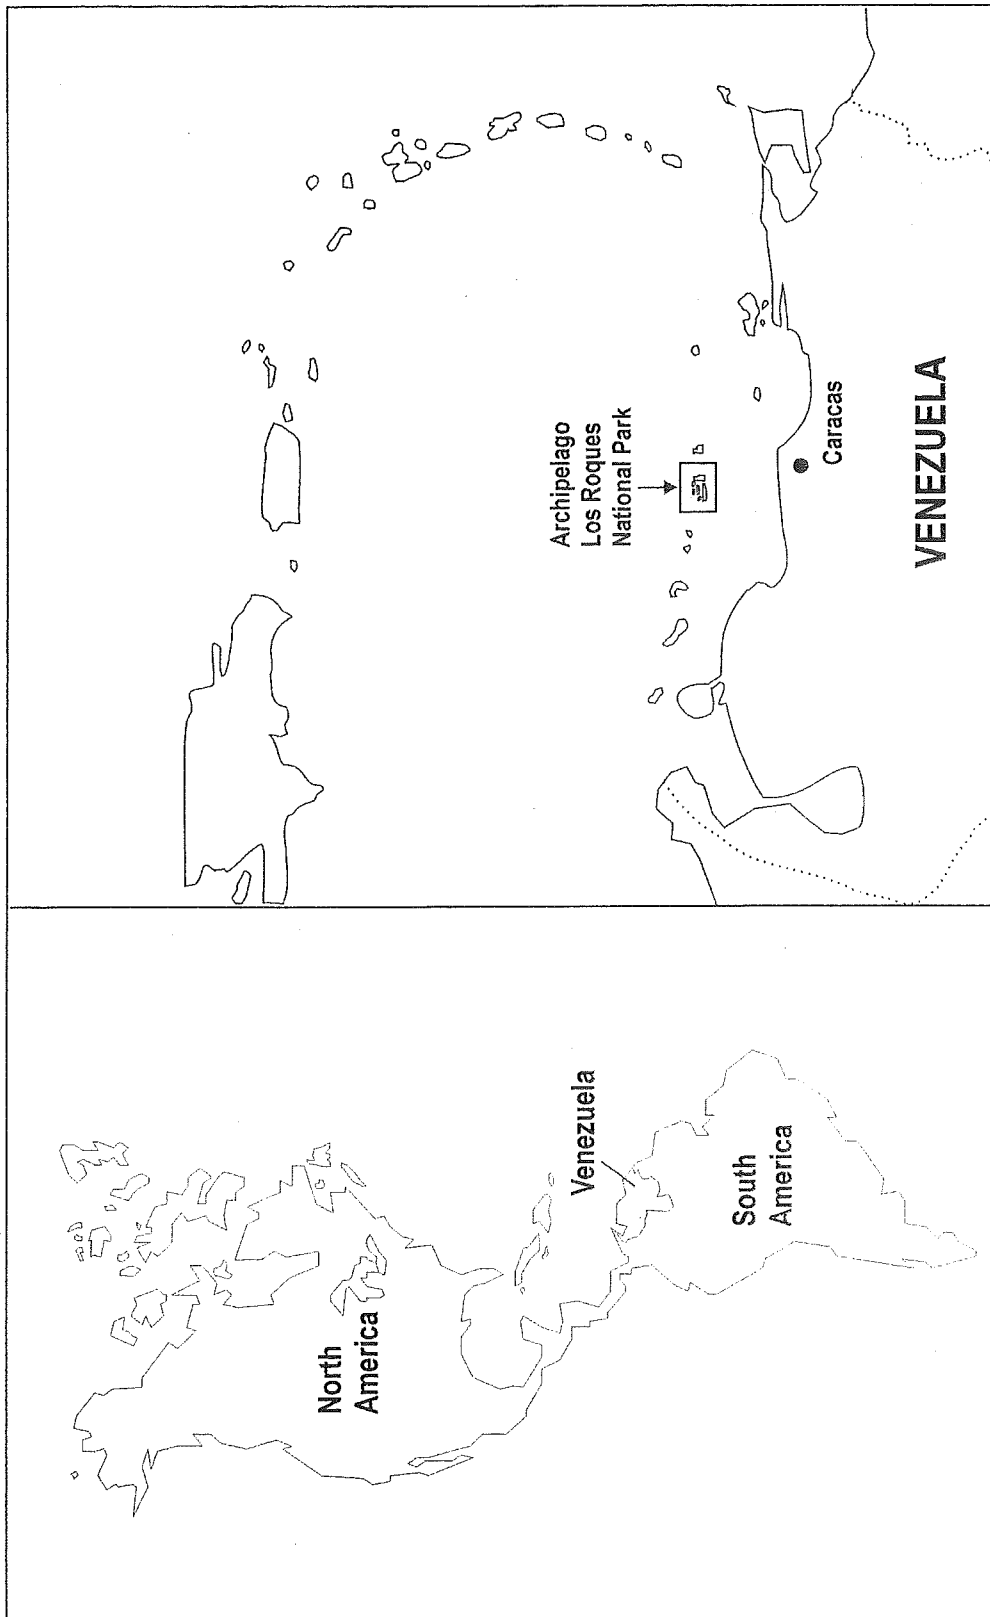 North
America
Venezuela
South
America
Archipelago
Los Roques
National Park
Caracas
VENEZUELA